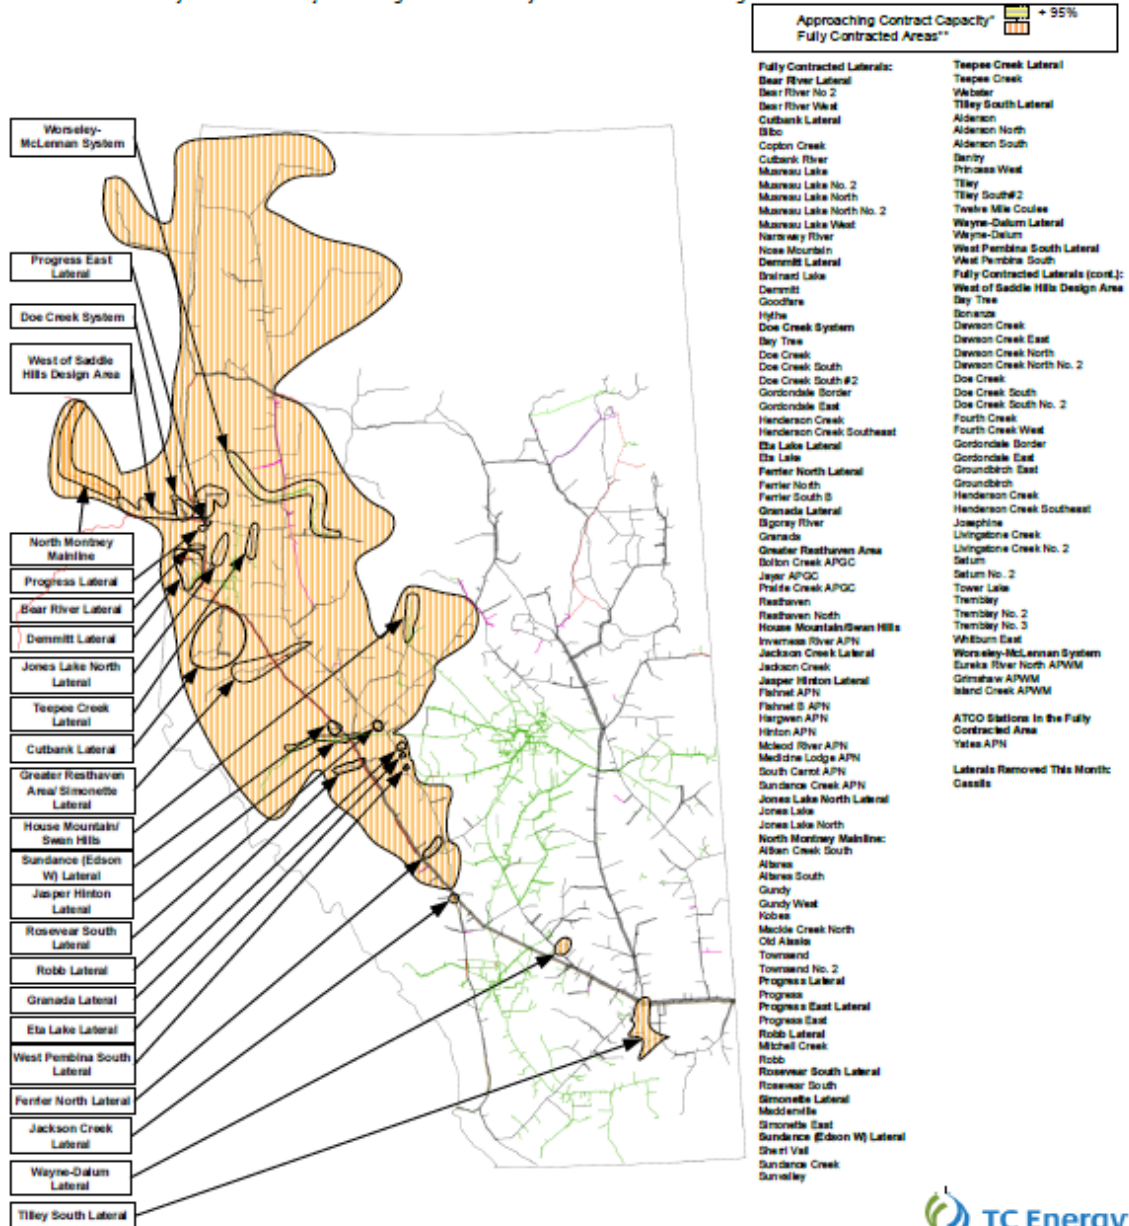 Approaching Contract Capacity* + 95%
Fully Contracted Areas**
Worseley-
McLennan System
Progress East
Lateral
Doe Creek System
West of Saddle
Hills Design Area
North Montney
Mainline
Progress Lateral
Bear River Lateral
Demmitt Lateral
Jones Lake North
Lateral
Teepee Creek
Lateral
Cutbank Lateral
Greater Resthaven
Area/ Simonette
Lateral
House Mountain/
Swan Hills
Sundance (Edson
W) Lateral
Jasper Hinton
Lateral
Rosevear South
Lateral
Robb Lateral
Granada Lateral
Eta Lake Lateral
West Pembina South
Lateral
Ferrier North Lateral
Jackson Creek
Lateral
Wayne-Dalum
Lateral
Tilley South Lateral
Fully Contracted Laterals:
Bear River Lateral
Bear River No 2
Bear River West
Cutbank Lateral
Bilbo
Copton Creek
Cutbank River
Musreau Lake
Musreau Lake No. 2
Musreau Lake North
Musreau Lake North No. 2
Musreau Lake West
Narraway River
Nose Mountain
Demmitt Lateral
Brainard Lake
Demmitt
Goodfare
Hythe
Doe Creek System
Bay Tree
Doe Creek
Doe Creek South
Doe Creek South #2
Gordondale Border
Gordondale East
Henderson Creek
Henderson Creek Southeast
Eta Lake Lateral
Eta Lake
Ferrier North Lateral
Ferrier North
Ferrier South B
Granada Lateral
Bigoray River
Granada
Greater Resthaven Area
Bolton Creek APGC
Jayar APGC
Prairie Creek APGC
Resthaven
Resthaven North
House Mountain/Swan Hills
Inverness River APN
Jackson Creek Lateral
Jackson Creek
Jasper Hinton Lateral
Fishnet APN
Fishnet B APN
Hargwen APN
Hinton APN
Mcleod River APN
Medicine Lodge APN
South Carrot APN
Sundance Creek APN
Jones Lake North Lateral
Jones Lake
Jones Lake North
North Montney Mainline:
Aitken Creek South
Altares
Altares South
Gundy
Gundy West
Kobes
Mackie Creek North
Old Alaska
Townsend
Townsend No. 2
Progress Lateral
Progress
Progress East Lateral
Progress East
Robb Lateral
Mitchell Creek
Robb
Rosevear South Lateral
Rosevear South
Simonette Lateral
Maddenville
Simonette East
Sundance (Edson W) Lateral
Sherri Vail
Sundance Creek
Sunvalley
Teepee Creek Lateral
Teepee Creek
Webster
Tilley South Lateral
Alderson
Alderson North
Alderson South
Bantry
Princess West
Tilley
Tilley South#2
Twelve Mile Coulee
Wayne-Dalum Lateral
Wayne-Dalum
West Pembina South Lateral
West Pembina South
Fully Contracted Laterals (cont.):
West of Saddle Hills Design Area
Bay Tree
Bonanza
Dawson Creek
Dawson Creek East
Dawson Creek North
Dawson Creek North No. 2
Doe Creek
Doe Creek South
Doe Creek South No. 2
Fourth Creek
Fourth Creek West
Gordondale Border
Gordondale East
Groundbirch East
Groundbirch
Henderson Creek
Henderson Creek Southeast
Josephine
Livingstone Creek
Livingstone Creek No. 2
Saturn
Saturn No. 2
Tower Lake
Trembley
Trembley No. 2
Trembley No. 3
Whitburn East
Worseley-McLennan System
Eureka River North APWM
Grimshaw APWM
Island Creek APWM
ATCO Stations in the Fully
Contracted Area
Yates APN
Laterals Removed This Month:
Cassils
TC Energy